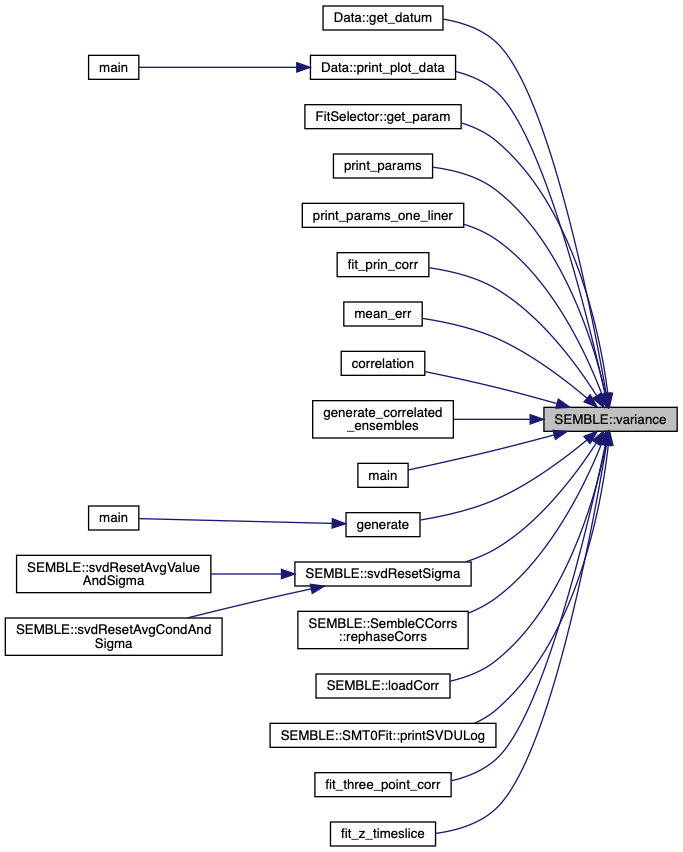 Data::get_datum
main
Data::print_plot_data
FitSelector::get_param
print_params
print_params_one_liner
fit_prin_corr
mean_err
correlation
generate_correlated
_ensembles
SEMBLE::variance
main
main
generate
SEMBLE::svdResetAvgValue
AndSigma
SEMBLE::svdResetSigma
SEMBLE::svdResetAvgCondAnd
Sigma
SEMBLE::SembleCCorrs
::rephaseCorrs
SEMBLE::loadCorr
SEMBLE::SMT0Fit::printSVDULog
fit_three_point_corr
fit_z_timeslice